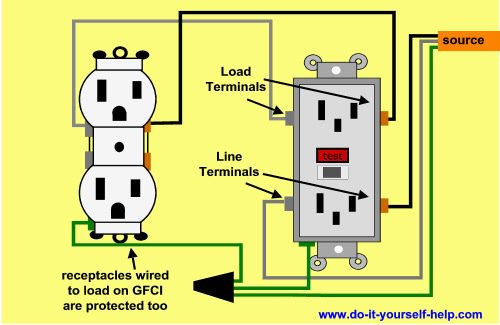 source
Load
Terminals
test
Line
Terminals
receptacles wired
to load on GFCI
are protected too
www.do-it-yourself-help.com